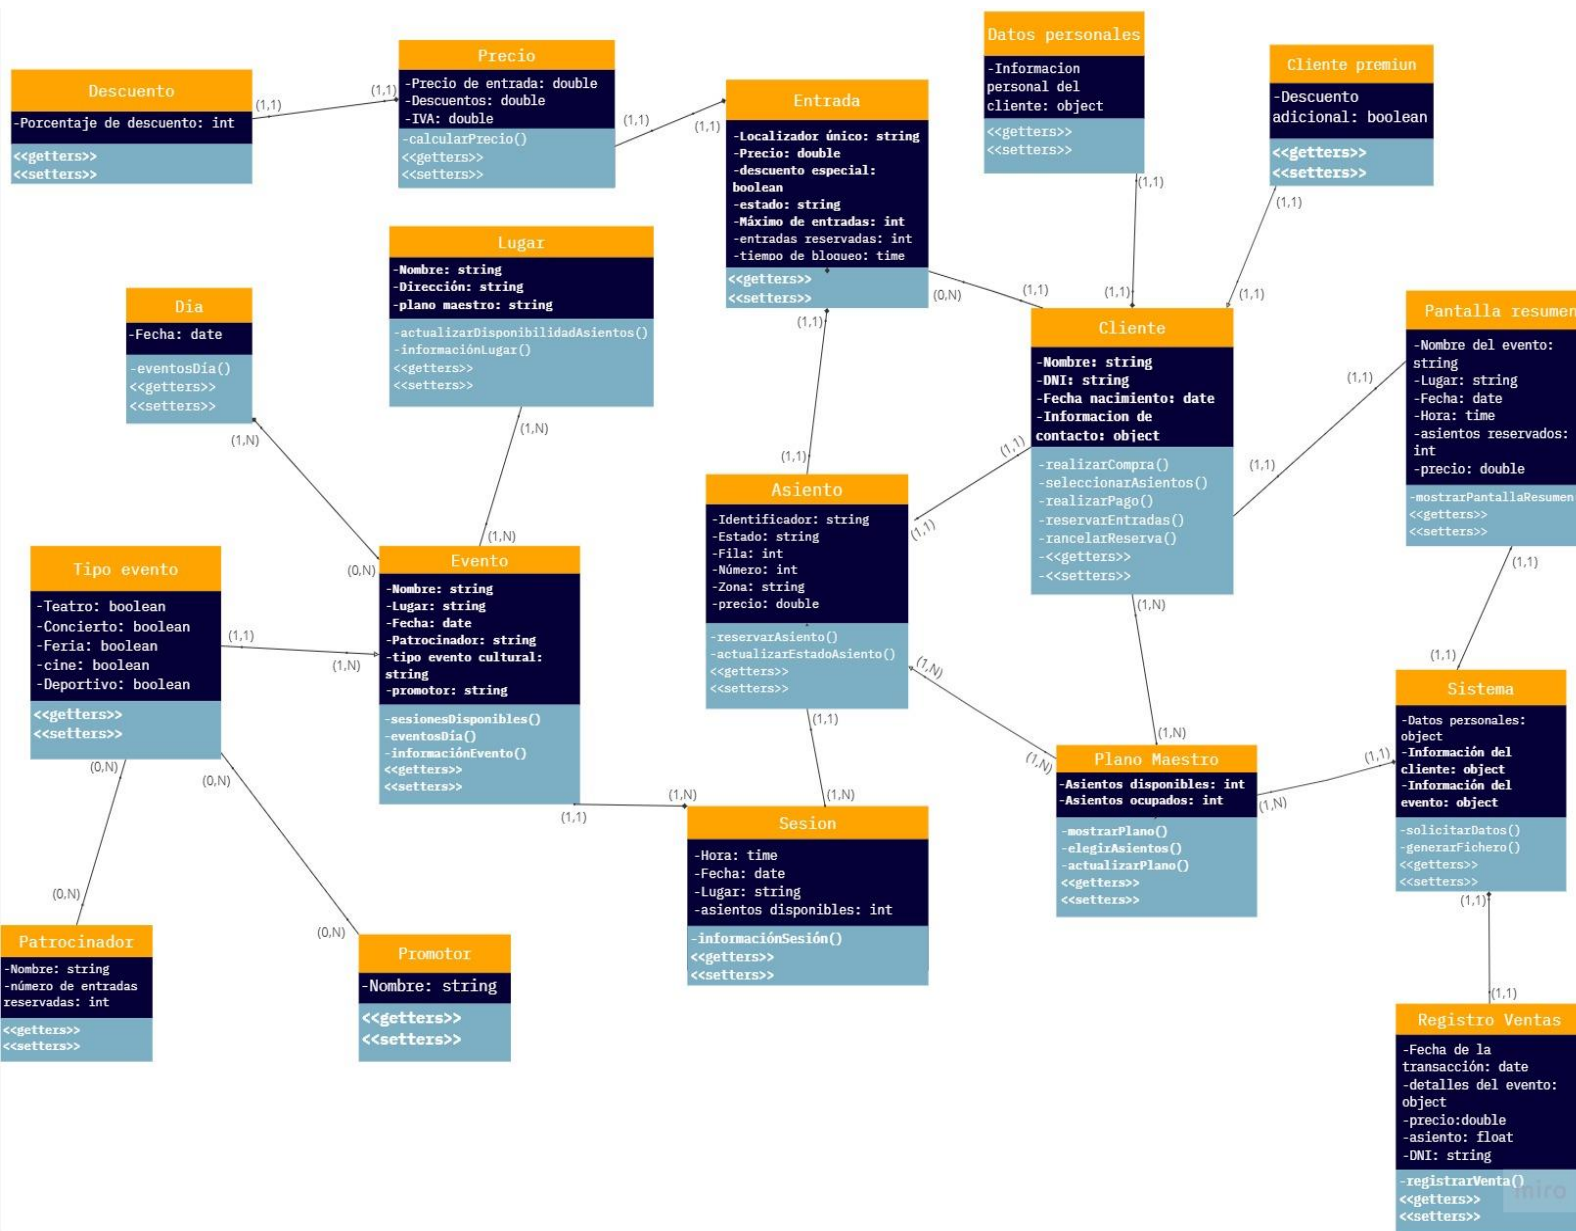 Descuento
-Porcentaje de descuento: int
<<getters>>
<<setters>>
(1,1)
(1,1)
Precio
-Precio de entrada: double
-Descuentos: double
-IVA: double
-calcularPrecio()
<<getters>>
<<setters>>
(1,1)
(1,1)
Entrada
-Localizador único: string
-Precio: double
-descuento especial:
boolean
-estado: string
-Máximo de entradas: int
-entradas reservadas: int
-tiempo de bloqueo: time
<<getters>>
<<setters>>
(0,N)
(1,1)
(1,1)
(1,1)
Datos personales
-Informacion
personal del
cliente: object
<<getters>>
<<setters>>
(1,1)
(1,1)
Cliente premiun
-Descuento
adicional: boolean
<<getters>>
<<setters>>
(1,1)
(1,1)
Lugar
-Nombre: string
-Dirección: string
-plano maestro: string
-actualizarDisponibilidadAsientos()
-informaciónLugar()
<<getters>>
<<setters>>
(1,N)
(1,N)
Día
-Fecha: date
-eventosDía()
<<getters>>
<<setters>>
(1,N)
(0,N)
Cliente
-Nombre: string
-DNI: string
-Fecha nacimiento: date
-Informacion de
contacto: object
-realizarCompra()
-seleccionarAsientos()
-realizarPago()
-reservarEntradas()
-rancelarReserva()
-<<getters>>
-<<setters>>
(1,1)
(1,1)
(1,1)
(1,1)
(1,N)
(1,N)
Pantalla resumen
-Nombre del evento:
string
-Lugar: string
-Fecha: date
-Hora: time
-asientos reservados:
int
-precio: double
-mostrarPantallaResumen
<<getters>>
<<setters>>
(1,1)
(1,1)
Asiento
-Identificador: string
-Estado: string
-Fila: int
-Número: int
-Zona: string
-precio: double
-reservarAsiento()
-actualizarEstadoAsiento()
<<getters>>
<<setters>>
(1,N)
(1,N)
(1,1)
(1,N)
Tipo evento
-Teatro: boolean
-Concierto: boolean
-Feria: boolean
-cine: boolean
-Deportivo: boolean
<<getters>>
<<setters>>
(1,1)
(1,N)
(0,N)
(0,N)
(0,N)
(0,N)
Evento
-Nombre: string
-Lugar: string
-Fecha: date
-Patrocinador: string
-tipo evento cultural:
string
-promotor: string
-sesionesDisponibles()
-eventosDía()
-informaciónEvento()
<<getters>>
<<setters>>
(1,1)
(1,N)
Sistema
-Datos personales:
object
-Información del
cliente: object
-Información del
evento: object
-solicitarDatos()
-generarFichero()
<<getters>>
<<setters>>
(1,1)
(1,N)
(1,1)
(1,1)
Plano Maestro
-Asientos disponibles: int
-Asientos ocupados: int
-mostrarPlano()
-elegirAsientos()
-actualizarPlano()
<<getters>>
<<setters>>
Sesion
-Hora: time
-Fecha: date
-Lugar: string
-asientos disponibles: int
-informaciónSesión()
<<getters>>
<<setters>>
Patrocinador
-Nombre: string
-número de entradas
reservadas: int
<<getters>>
<<setters>>
Promotor
-Nombre: string
<<getters>>
<<setters>>
Registro Ventas
-Fecha de la
transacción: date
-detalles del evento:
object
-precio:double
-asiento: float
-DNI: string
-registrarVenta()
<<getters>>
<<setters>>
miro